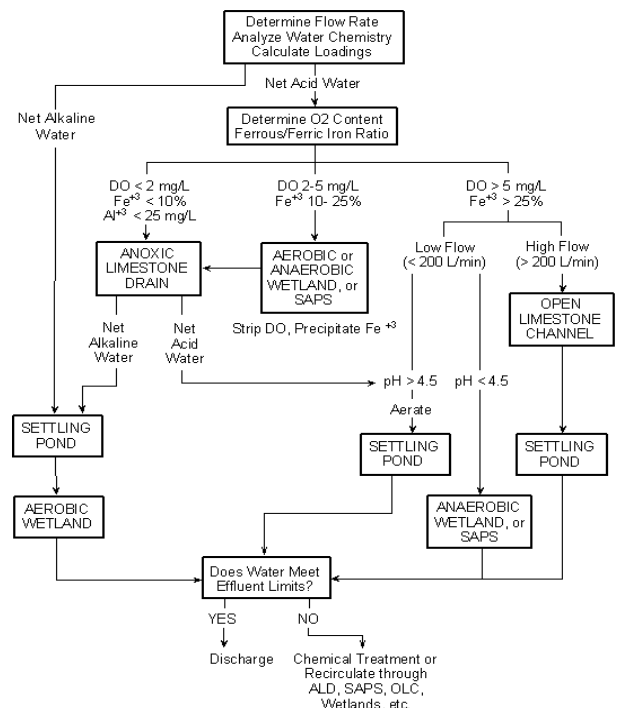 Determine Flow Rate
Analyze Water Chemistry
Calculate Loadings
Net Acid Water
Net Alkaline
Water
Determine O2 Content
Ferrous/Ferric Iron Ratio
DO < 2 mg/L
Fe+3 < 10%
Al+3 < 25 mg/L
DO 2-5 mg/L
Fe+3 10- 25%
DO > 5 mg/L
Fe+3 > 25%
ANOXIC
LIMESTONE
DRAIN
AEROBIC or
ANAEROBIC
WETLAND, or
SAPS
Strip DO, Precipitate Fe +3
Low Flow
(< 200 L/min)
High Flow
(> 200 L/min)
OPEN
LIMESTONE
CHANNEL
Net
Alkaline
Water
Net
Acid
Water
pH > 4.5
pH < 4.5
Aerate
SETTLING
POND
SETTLING
POND
SETTLING
POND
AEROBIC
WETLAND
ANAEROBIC
WETLAND, or
SAPS
Does Water Meet
Effluent Limits?
YES
NO
Discharge
Chemical Treatment or
Recirculate through
ALD, SAPS, OLC,
Wetlands, etc